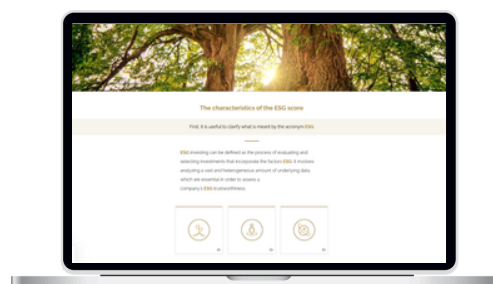 The characteristics of the ESG score
First, it is useful to clarify what is meant by the acronym ESG.
ESG investing can be defined as the process of evaluating and
selecting investments that incorporate the factors ESG. It involves
analyzing a vast and heterogeneous amount of underlying data,
which are essential in order to assess a
company's ESG trustworthiness.